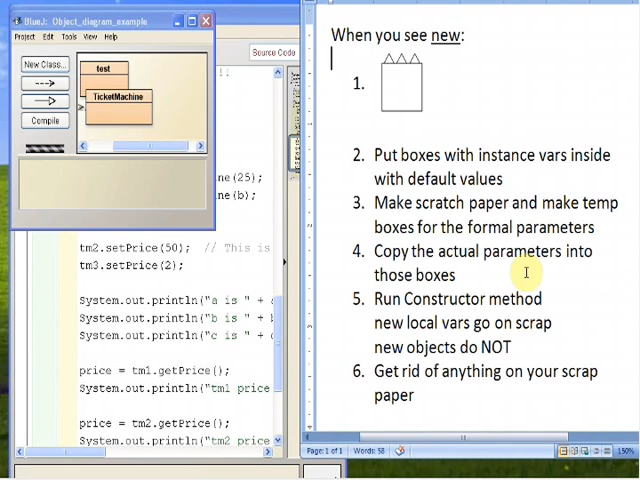 BlueJ: Object_diagram_example
Project Edit Tools View Help
New Class...
Compile
test
TicketMachine
Source Code
ne(25);
ne(b);
tm2.setPrice(50); // This is
tm3.setPrice(2);
System.out.println("a is " + a
System.out.println("b is " + b
System.out.println("c is " + c
price = tm1.getPrice();
System.out.println("tm1 price
price = tm2.getPrice();
System.out.println("tm2 price
When you see new:
1.
2. Put boxes with instance vars inside
with default values
3. Make scratch paper and make temp
boxes for the formal parameters
4. Copy the actual parameters into
those boxes
5. Run Constructor method
new local vars go on scrap
new objects do NOT
6. Get rid of anything on your scrap
paper
Page: 1 of 1 Words: 58 150%